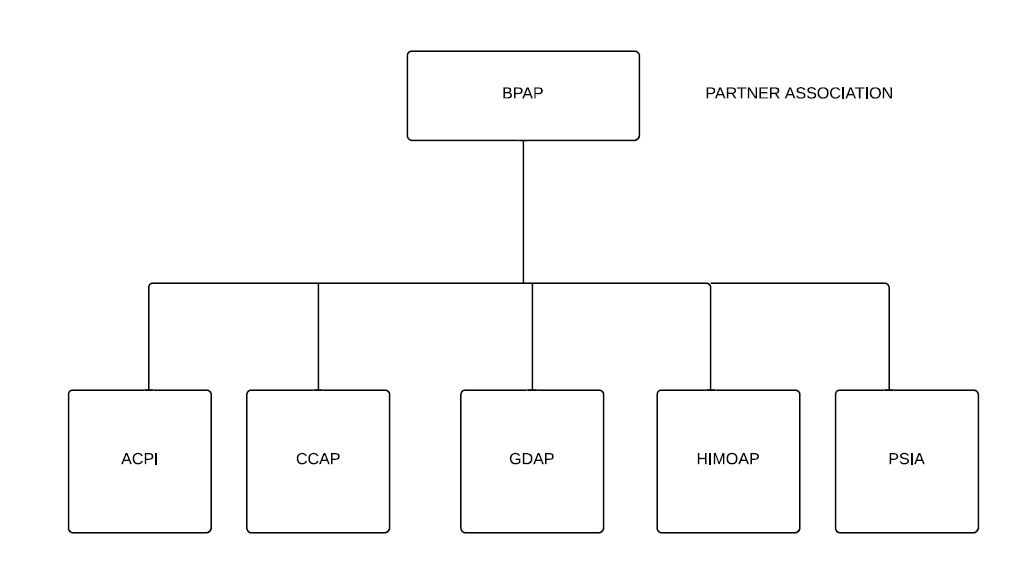 BPAP
PARTNER ASSOCIATION
ACPI
CCAP
GDAP
HIMOAP
PSIA